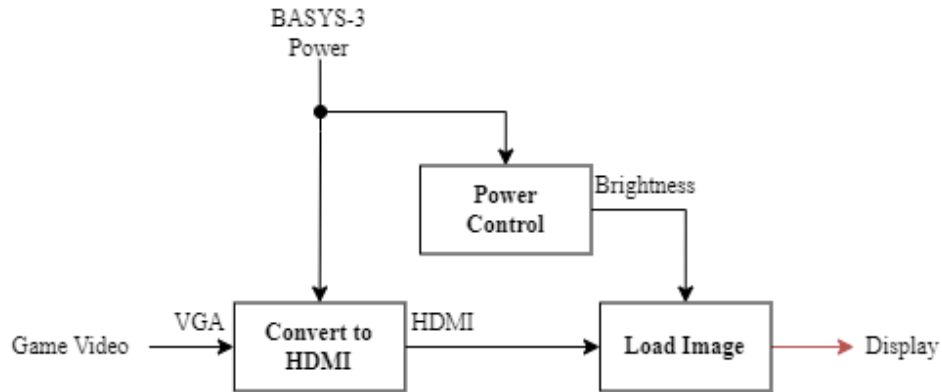 BASYS-3
Power
Power
Control
Brightness
VGA
Convert to
HDMI
HDMI
Game Video
Load Image
Display